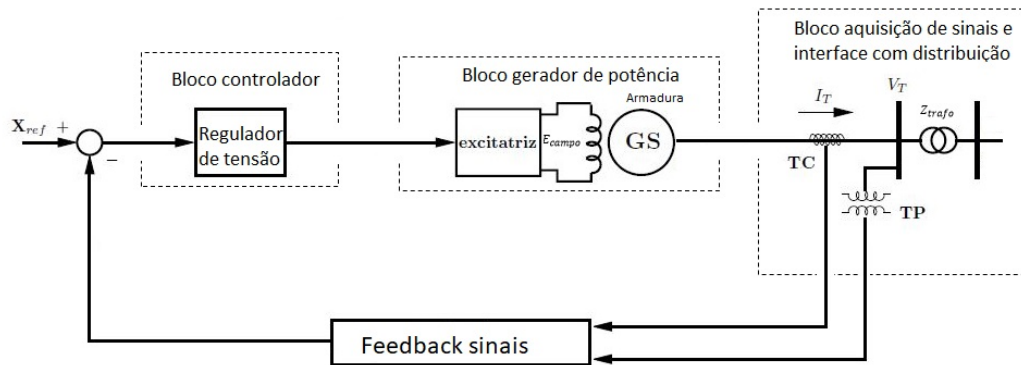 Bloco aquisição de sinais e
interface com distribuição
Bloco controlador
Bloco gerador de potência
X_ref +
−
Regulador
de tensão
excitatriz
E_campo
Armadura
GS
I_T
V_T
z_trafo
TC
TP
Feedback sinais